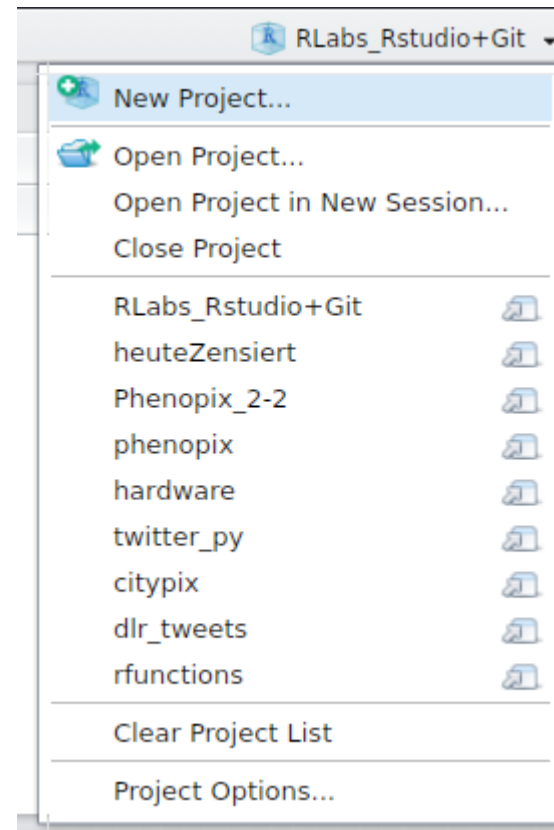 RLabs_Rstudio+Git
New Project...
Open Project...
Open Project in New Session...
Close Project
RLabs_Rstudio+Git
heuteZensiert
Phenopix_2-2
phenopix
hardware
twitter_py
citypix
dlr_tweets
rfunctions
Clear Project List
Project Options...